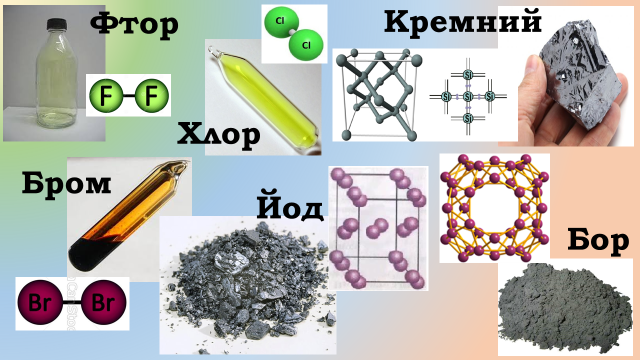 Фтор
F F
Cl
Cl
Хлор
Кремний
Si
Si Si Si
Si
Бром
Br Br
Йод
Бор